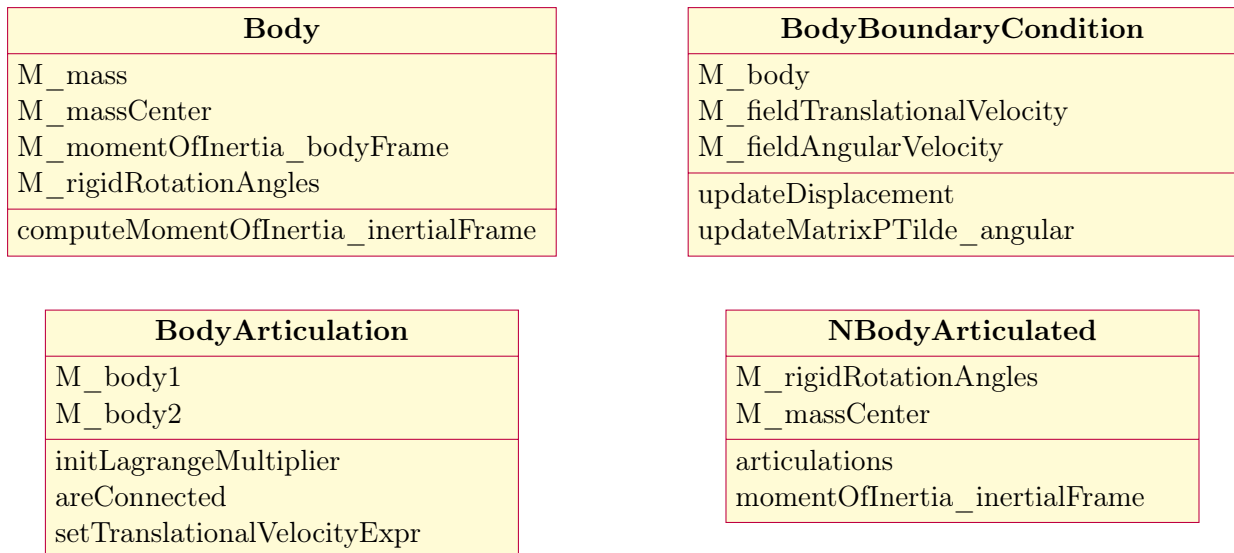 Body
M_mass
M_massCenter
M_momentOfInertia_bodyFrame
M_rigidRotationAngles
computeMomentOfInertia_inertialFrame
BodyBoundaryCondition
M_body
M_fieldTranslationalVelocity
M_fieldAngularVelocity
updateDisplacement
updateMatrixPTilde_angular
BodyArticulation
M_body1
M_body2
initLagrangeMultiplier
areConnected
setTranslationalVelocityExpr
NBodyArticulated
M_rigidRotationAngles
M_massCenter
articulations
momentOfInertia_inertialFrame